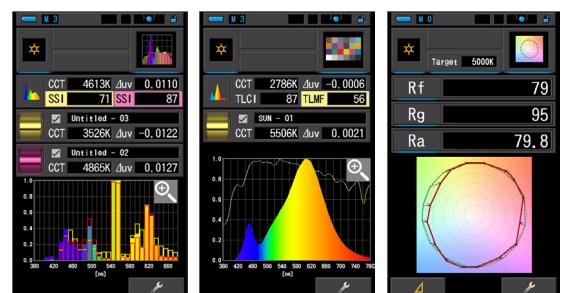 M 3
CCT 4613K Δuv 0.0110
SSI 71 SSI 87
Untitled - 03
CCT 3526K Δuv -0.0122
Untitled - 02
CCT 4865K Δuv 0.0127
1.0
0.8
0.6
0.4
0.2
0.0
380 420 460 500 540 580 620 660
[nm]
M 3
CCT 2786K Δuv -0.0006
TLCI 87 TLMF 56
SUN - 01
CCT 5506K Δuv 0.0021
1.0
0.8
0.6
0.4
0.2
0.0
380 420 460 500 540 580 620 660 700 740 780
[nm]
M 0
Target 5000K
Rf 79
Rg 95
Ra 79.8